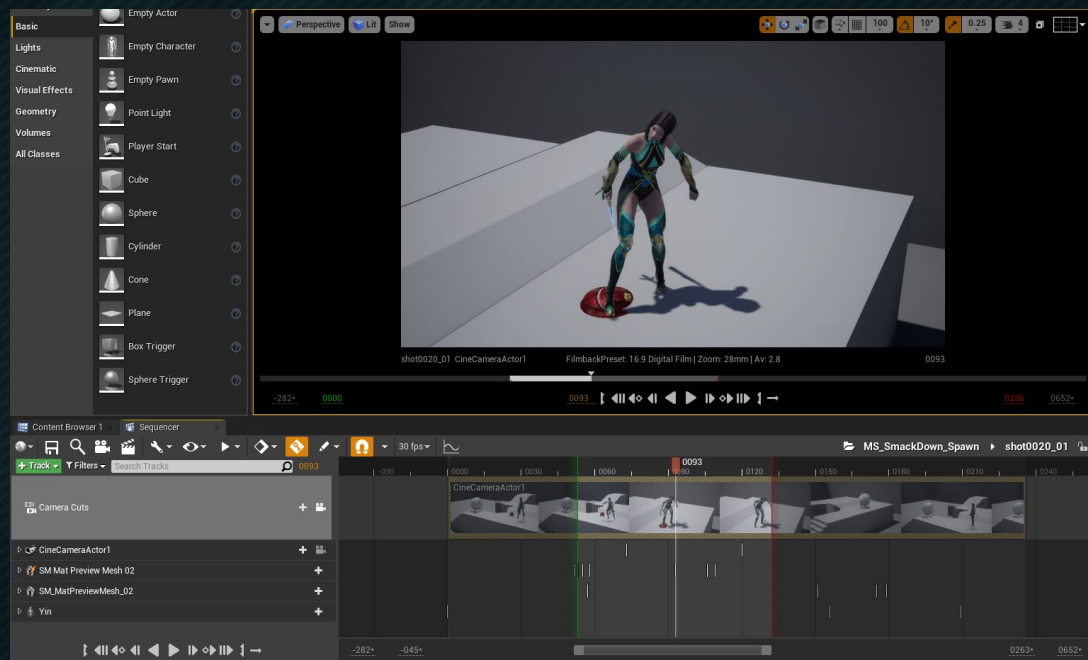 Basic
Lights
Cinematic
Visual Effects
Geometry
Volumes
All Classes
Empty Actor
Empty Character
Empty Pawn
Point Light
Player Start
Cube
Sphere
Cylinder
Cone
Plane
Box Trigger
Sphere Trigger
Perspective Lit Show
100 10° 0.25 4
shot0020_01 CineCameraActor1 FilmbackPreset: 16:9 Digital Film | Zoom: 28mm | Av: 2.8 0093
-282+ 0000 0093 0236 0652+
Content Browser 1 Sequencer
30 fps MS_SmackDown_Spawn shot0020_01
+ Track Filters Search Tracks 0093
0093
-030 0000 0030 0060 0090 0120 0150 0180 0210 0240
CineCameraActor1
Camera Cuts
CineCameraActor1
SM Mat Preview Mesh 02
SM_MatPreviewMesh_02
Yin
-282+ -045+ 0263+ 0652+